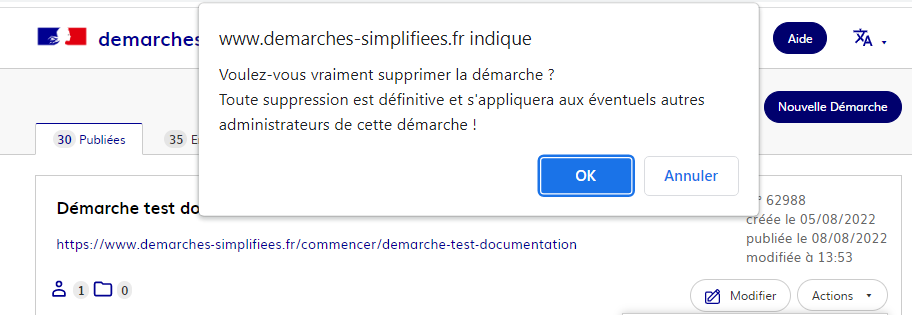 www.demarches-simplifiees.fr indique
Voulez-vous vraiment supprimer la démarche ?
Toute suppression est définitive et s'appliquera aux éventuels autres
administrateurs de cette démarche !
OK
Annuler
demarches
Aide
Nouvelle Démarche
30 Publiées
35
Démarche test
62988
https://www.demarches-simplifiees.fr/commencer/demarche-test-documentation
créée le 05/08/2022
publiée le 08/08/2022
modifiée à 13:53
1
0
Modifier
Actions